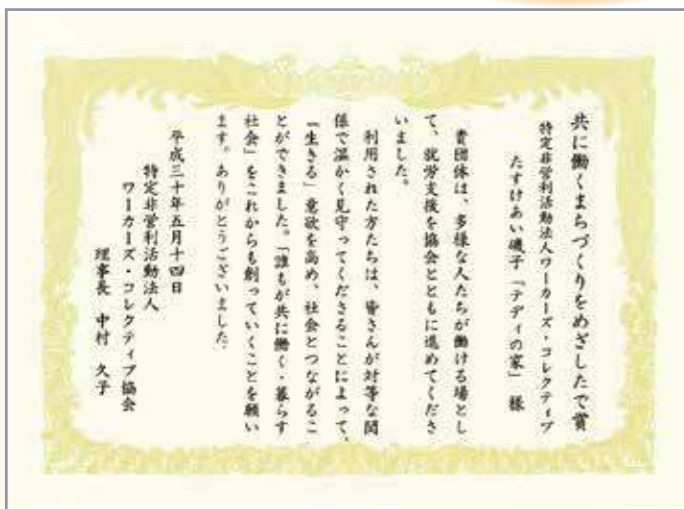 共に働くまちづくりをめざしたで賞
特定非営利活動法人ワーカーズ・コレクティブ
たすけあい磯子「テディの家」 様
貴団体は、多様な人たちが働ける場とし
て、就労支援を協会とともに進めてくださ
いました。
利用された方たちは、皆さんが対等な関
係で温かく見守ってくださることによって、
「生きる」意欲を高め、社会とつながるこ
とができました。「誰もが共に働く・暮らす
社会」をこれからも創っていくことを願い
ます。ありがとうございました。
平成三十年五月十四日
特定非営利活動法人
ワーカーズ・コレクティブ協会
理事長 中村 久子